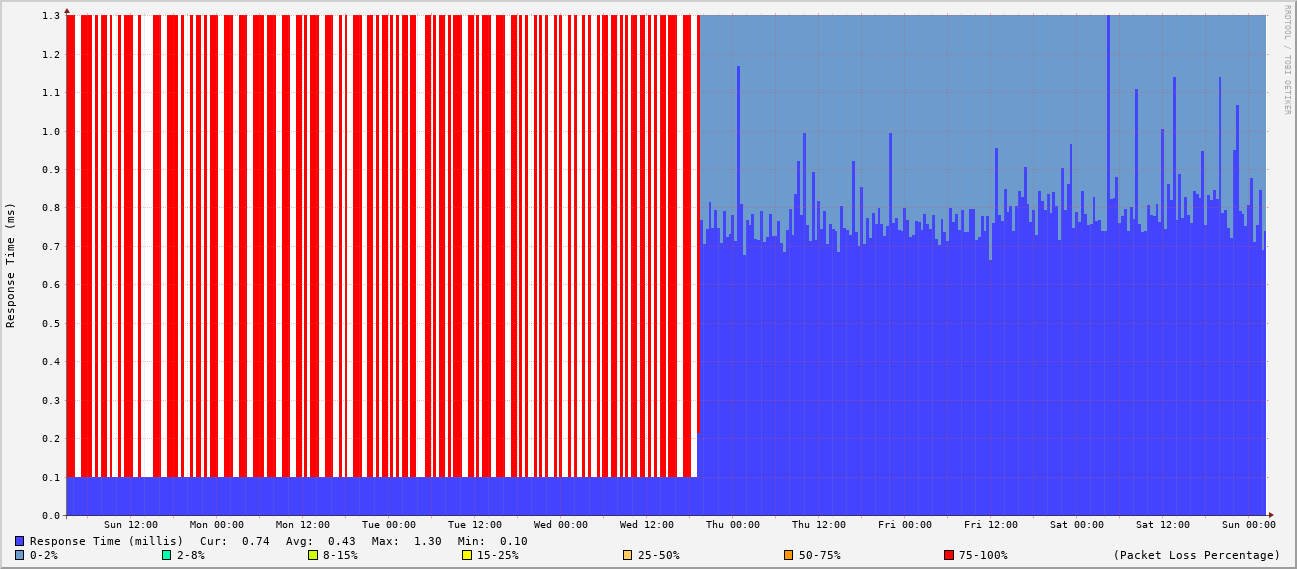 RRDTOOL / TOBI OETIKER
Response Time (ms)
1.3
1.2
1.1
1.0
0.9
0.8
0.7
0.6
0.5
0.4
0.3
0.2
0.1
0.0
Sun 12:00 Mon 00:00 Mon 12:00 Tue 00:00 Tue 12:00 Wed 00:00 Wed 12:00 Thu 00:00 Thu 12:00 Fri 00:00 Fri 12:00 Sat 00:00 Sat 12:00 Sun 00:00
Response Time (millis) Cur: 0.74 Avg: 0.43 Max: 1.30 Min: 0.10
0-2% 2-8% 8-15% 15-25% 25-50% 50-75% 75-100% (Packet Loss Percentage)